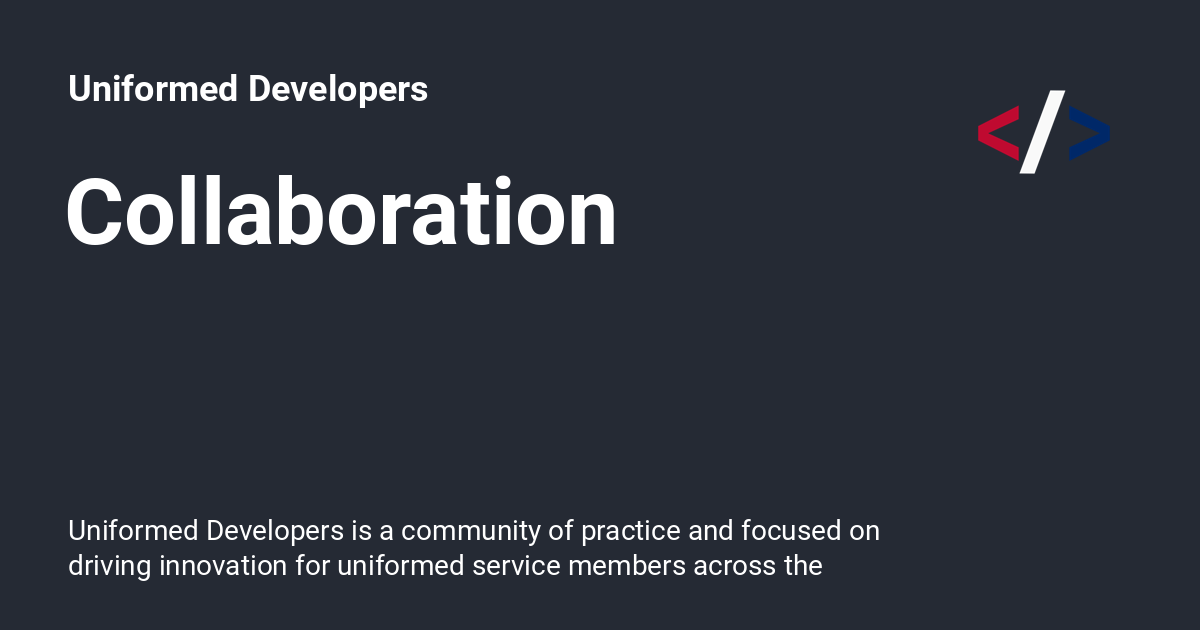 Uniformed Developers
</>
Collaboration
Uniformed Developers is a community of practice and focused on
driving innovation for uniformed service members across the